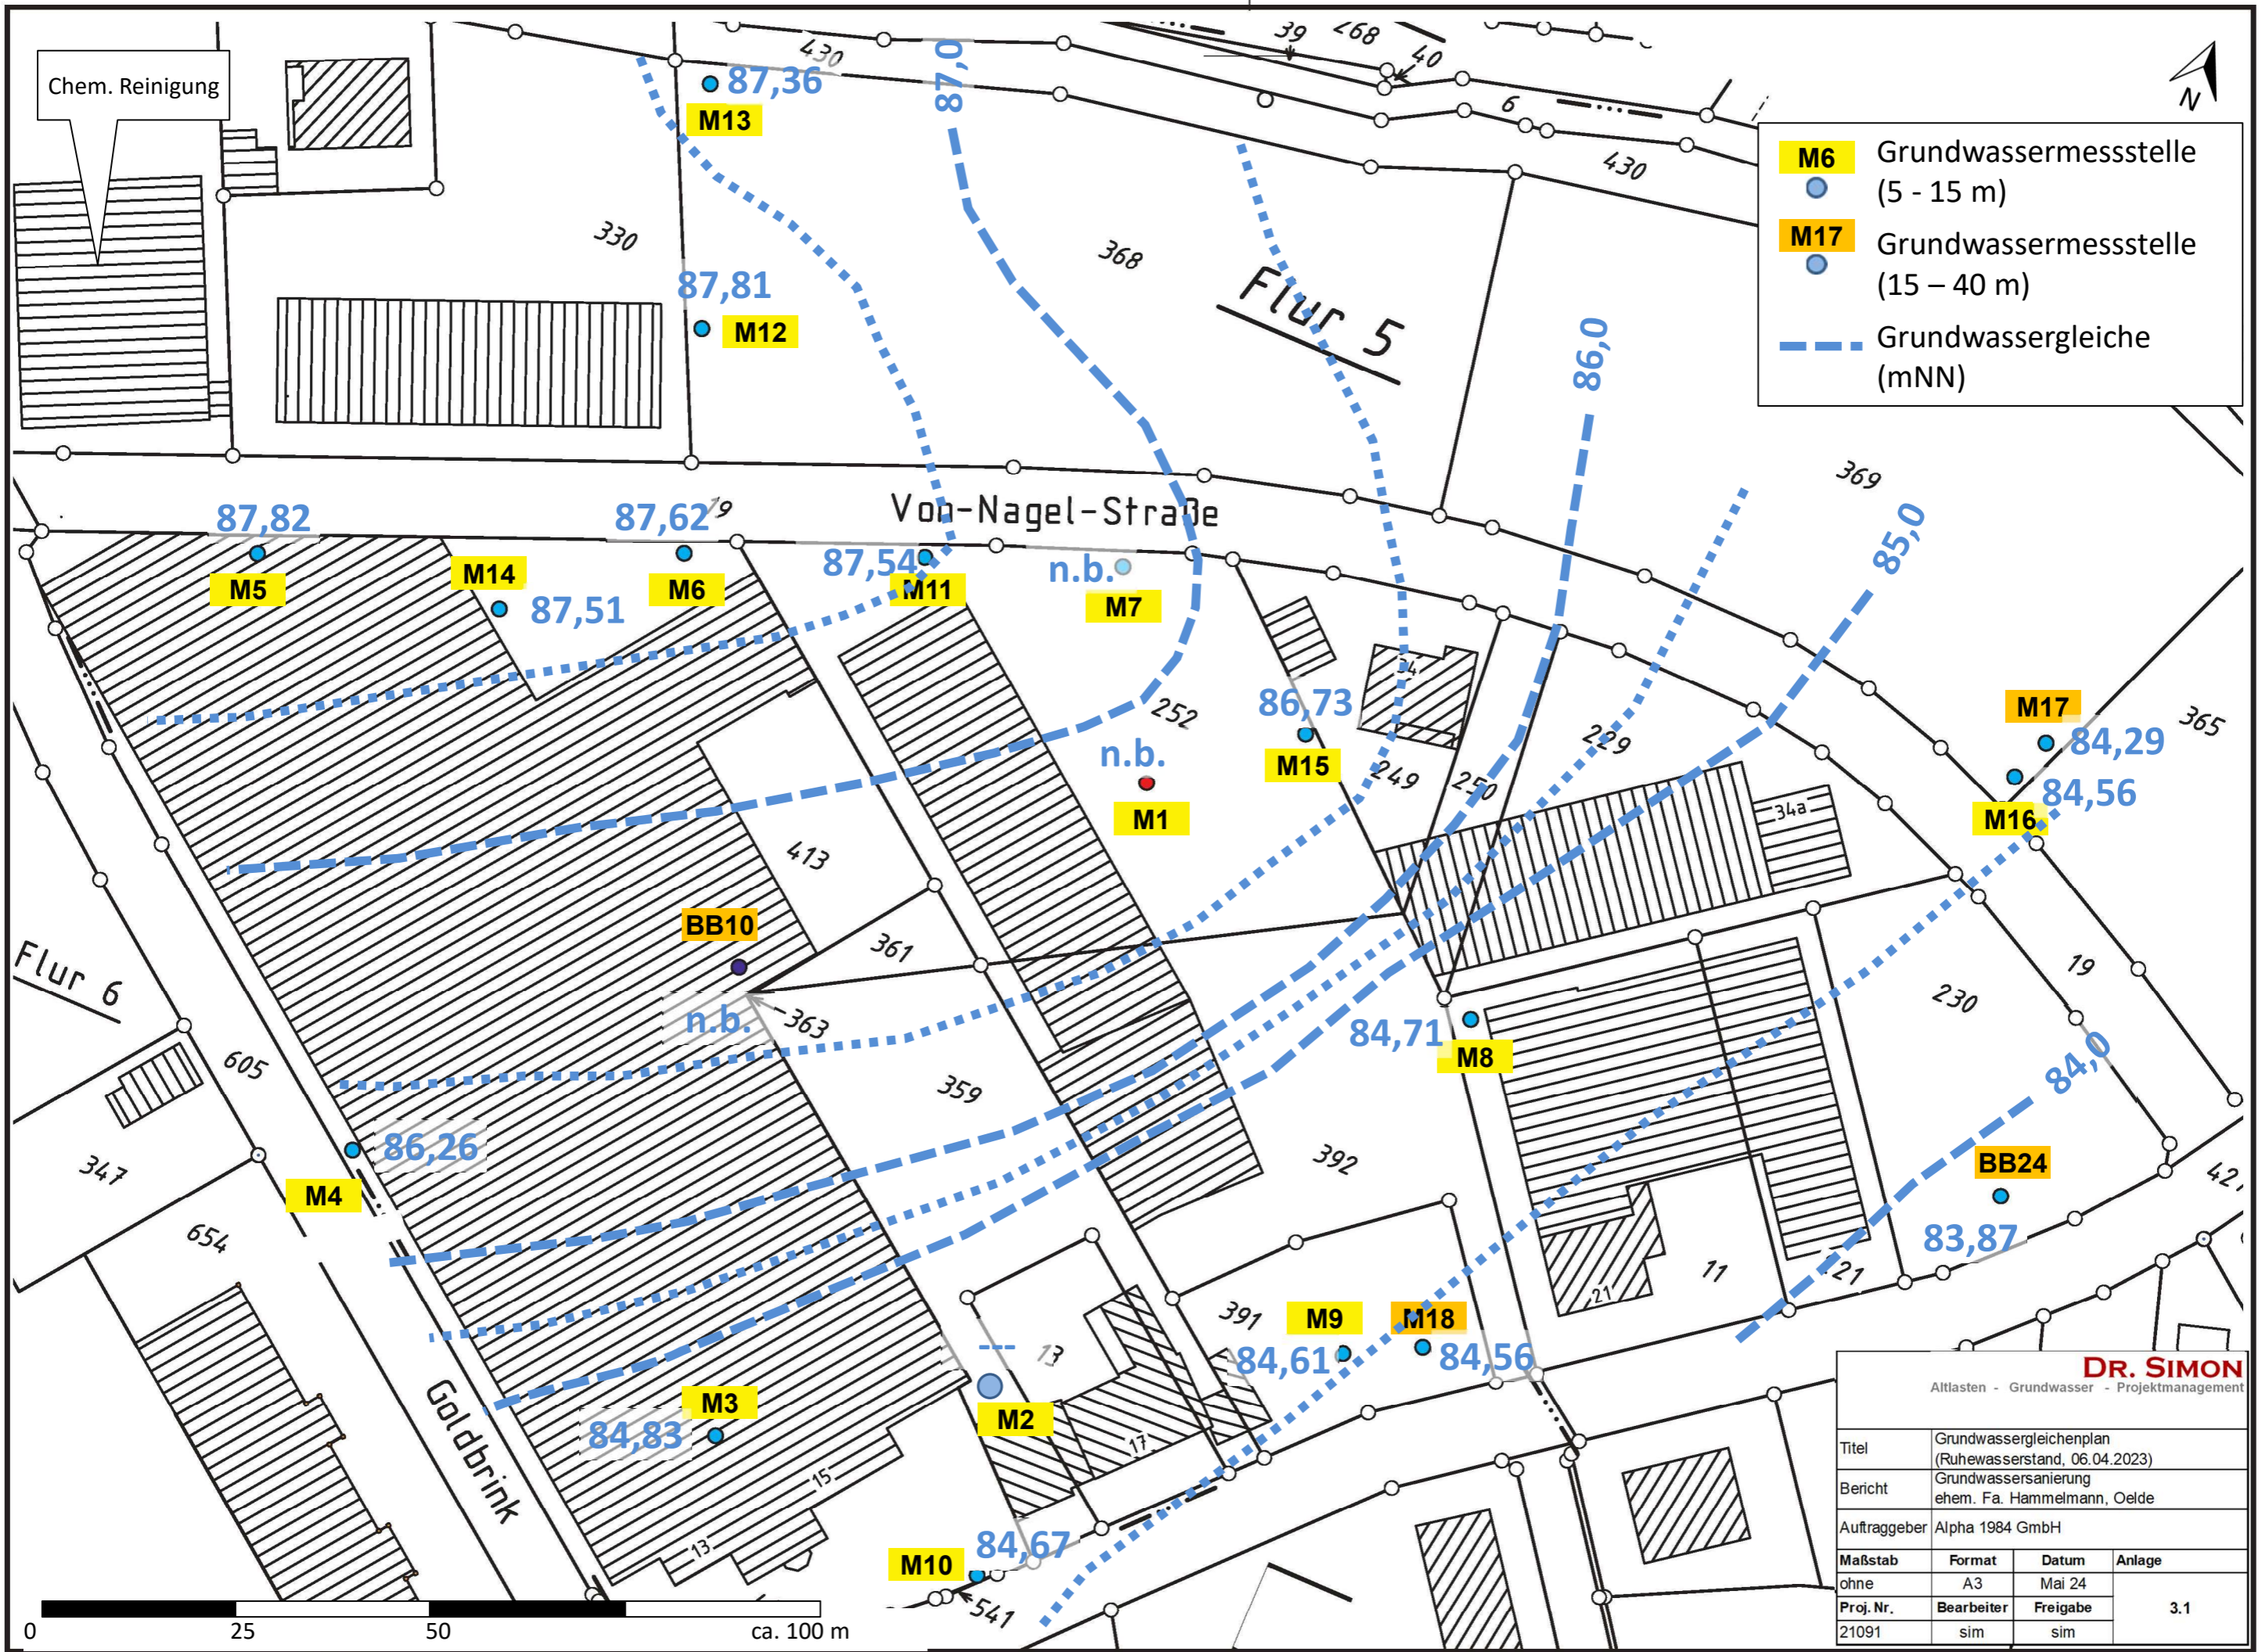 Chem. Reinigung
430
87,36
M13
87,0
39
268
40
6
430
N
M6
Grundwassermessstelle
(5 - 15 m)
M17
Grundwassermessstelle
(15 – 40 m)
Grundwassergleiche
(mNN)
330
87,81
M12
368
Flur 5
86,0
369
85,0
87,82
M5
M14
87,51
87,62
M6
19
Von-Nagel-Straße
87,54
M11
n.b.
M7
252
86,73
M15
34
249
250
229
M17
84,29
365
84,56
M16
34a
n.b.
M1
413
BB10
n.b.
363
361
359
Flur 6
605
347
654
86,26
M4
84,71
M8
392
19
230
84,0
BB24
83,87
421
421
11
21
391
M9
84,61
M18
84,56
---
13
M2
17
M3
84,83
15
13
Goldbrink
M10
84,67
541
0
25
50
ca. 100 m
DR. SIMON
Altlasten - Grundwasser - Projektmanagement
Titel
Grundwassergleichenplan
(Ruhewasserstand, 06.04.2023)
Bericht
Grundwassersanierung
ehem. Fa. Hammelmann, Oelde
Auftraggeber Alpha 1984 GmbH
Maßstab Format Datum Anlage
ohne A3 Mai 24
3.1
Proj. Nr. Bearbeiter Freigabe
21091 sim sim